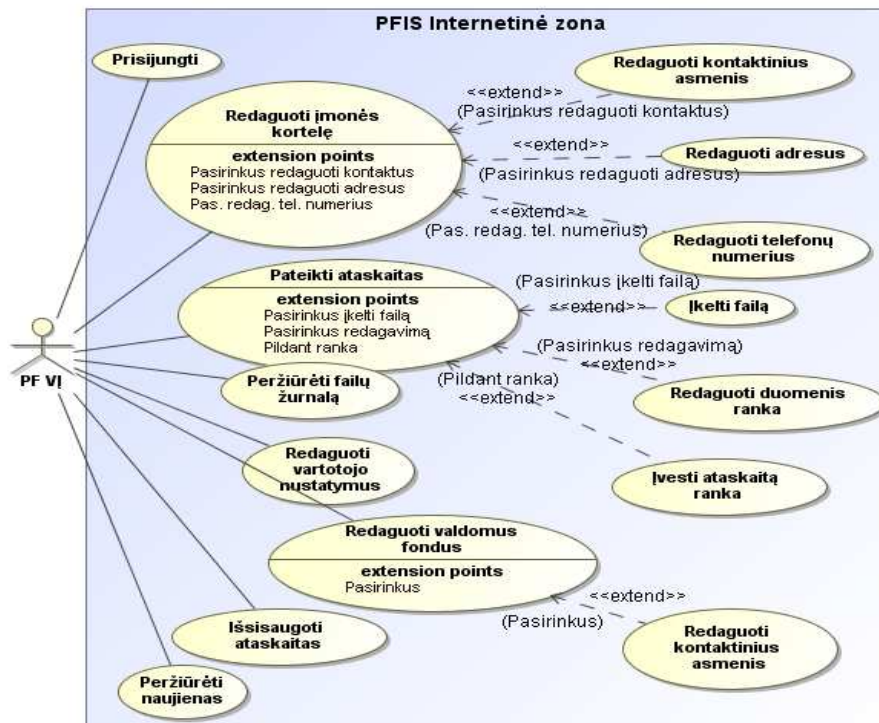 PFIS Internetinė zona
Prisijungti
Redaguoti kontaktinius
asmenis
<<extend>>
(Pasirinkus redaguoti kontaktus)
Redaguoti įmonės
kortelę
extension points
Pasirinkus redaguoti kontaktus
Pasirinkus redaguoti adresus
Pas. redag. tel. numerius
<<extend>>
(Pasirinkus redaguoti adresus)
Redaguoti adresus
<<extend>>
(Pas. redag. tel. numerius)
Redaguoti telefonų
numerius
Pateikti ataskaitas
extension points
Pasirinkus įkelti failą
Pasirinkus redagavimą
Pildant ranka
(Pasirinkus įkelti failą)
<<extend>>
Įkelti failą
(Pasirinkus redagavimą)
<<extend>>
Redaguoti duomenis
ranka
(Pildant ranka)
<<extend>>
Įvesti ataskaitą
ranka
PF VĮ
Peržiūrėti failų
žurnalą
Redaguoti
vartotojo
nustatymus
Redaguoti valdomus
fondus
extension points
Pasirinkus
<<extend>>
(Pasirinkus)
Redaguoti
kontaktinius
asmenis
Išsisaugoti
ataskaitas
Peržiūrėti
naujienas